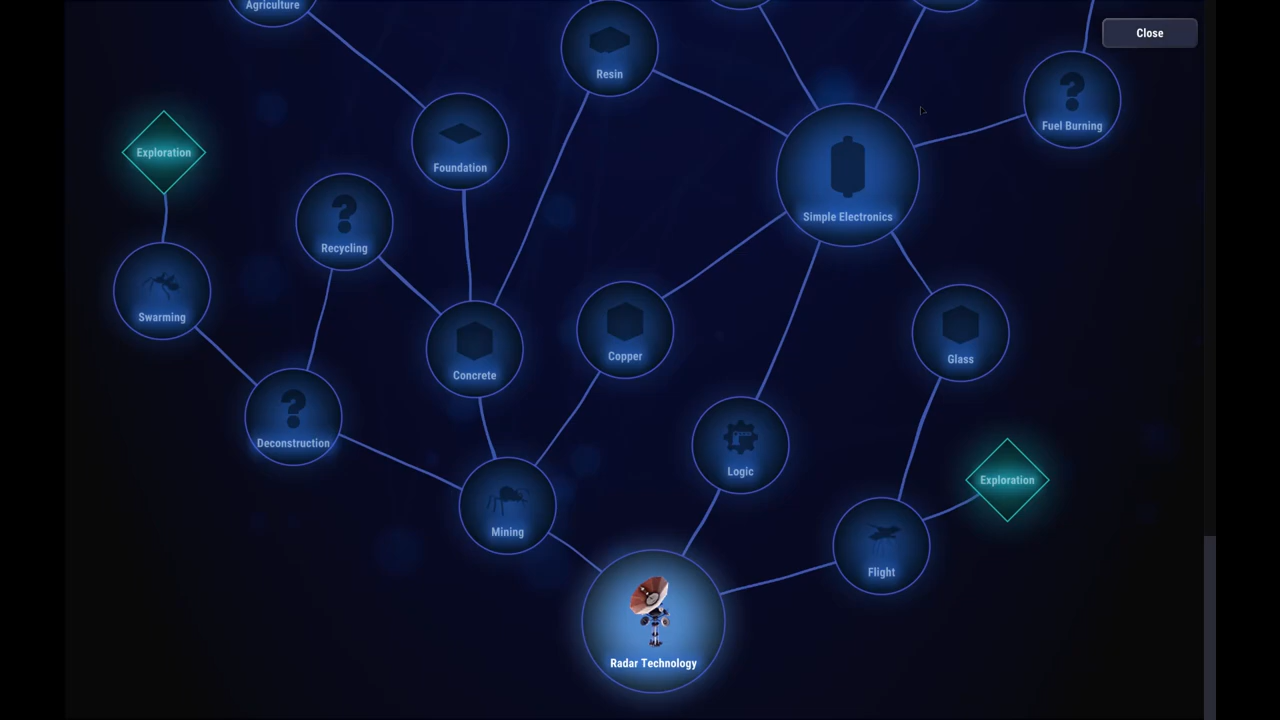 Agriculture
Close
Resin
Fuel Burning
Exploration
Foundation
Simple Electronics
Recycling
Swarming
Copper
Glass
Concrete
Deconstruction
Logic
Exploration
Mining
Flight
Radar Technology